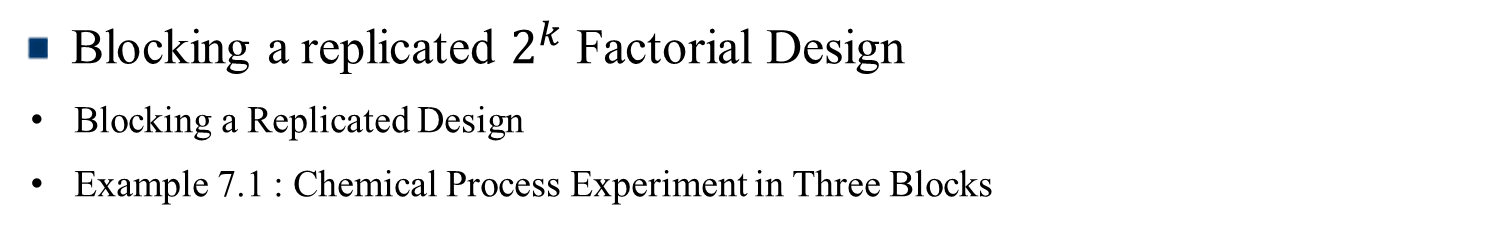 ■ Blocking a replicated 2^k Factorial Design
• Blocking a Replicated Design
• Example 7.1 : Chemical Process Experiment in Three Blocks